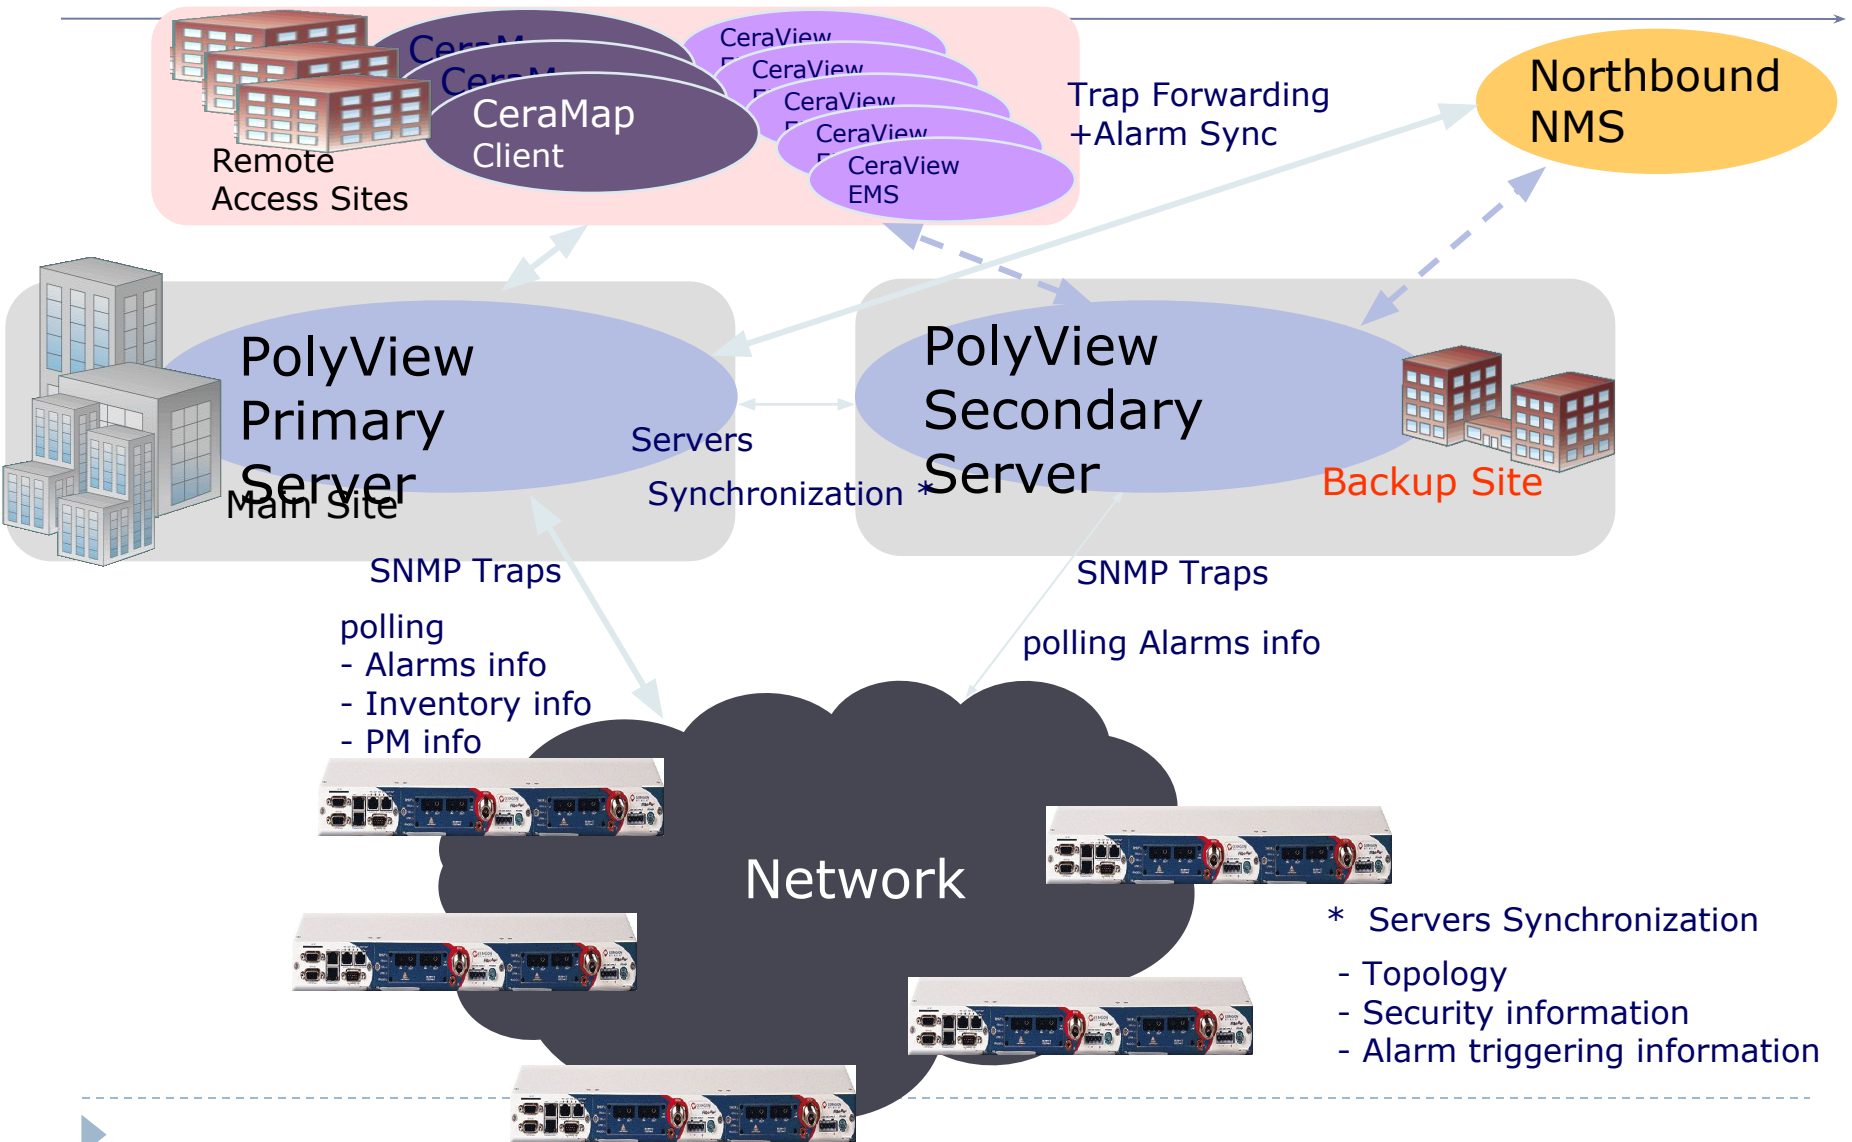 CeraM
CeraM
CeraMap
Client
CeraView
CeraView
CeraView
CeraView
CeraView
EMS
Remote
Access Sites
Trap Forwarding
+Alarm Sync
Northbound
NMS
PolyView
Primary
Server
Main Site
Servers
Synchronization *
PolyView
Secondary
Server
Backup Site
SNMP Traps
polling
- Alarms info
- Inventory info
- PM info
SNMP Traps
polling Alarms info
Network
* Servers Synchronization
- Topology
- Security information
- Alarm triggering information